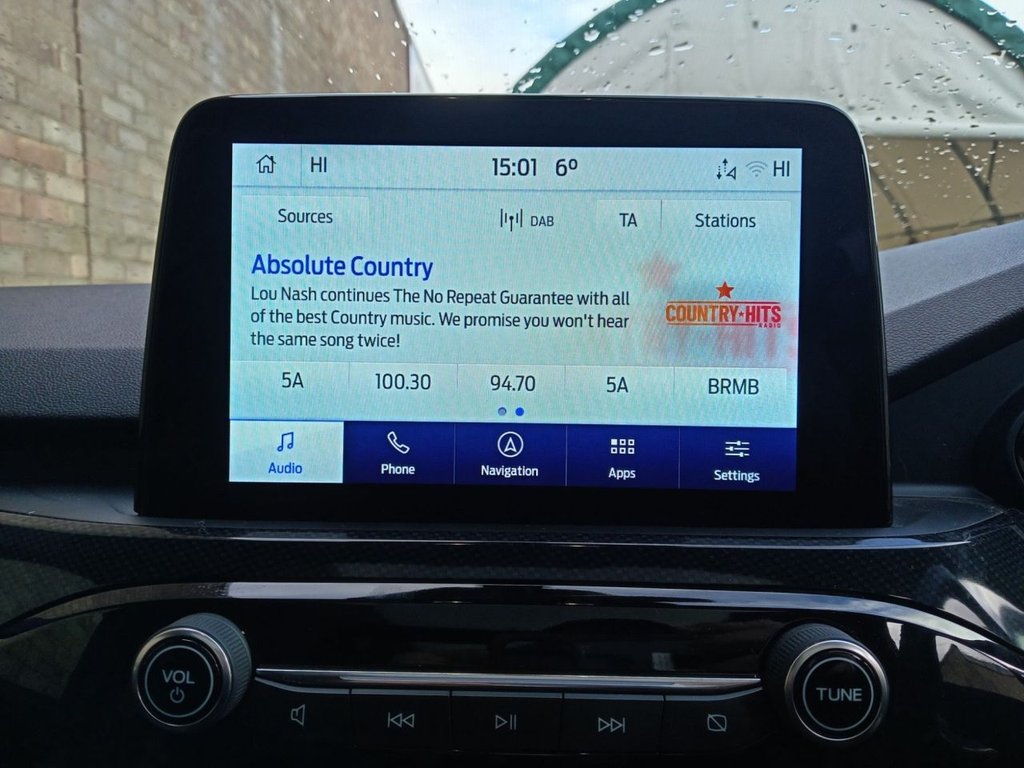 HI 15:01 6º HI
Sources DAB TA Stations
Absolute Country
Lou Nash continues The No Repeat Guarantee with all
of the best Country music. We promise you won't hear
the same song twice!
COUNTRY★HITS
RADIO
5A 100.30 94.70 5A BRMB
Audio Phone Navigation Apps Settings
VOL TUNE